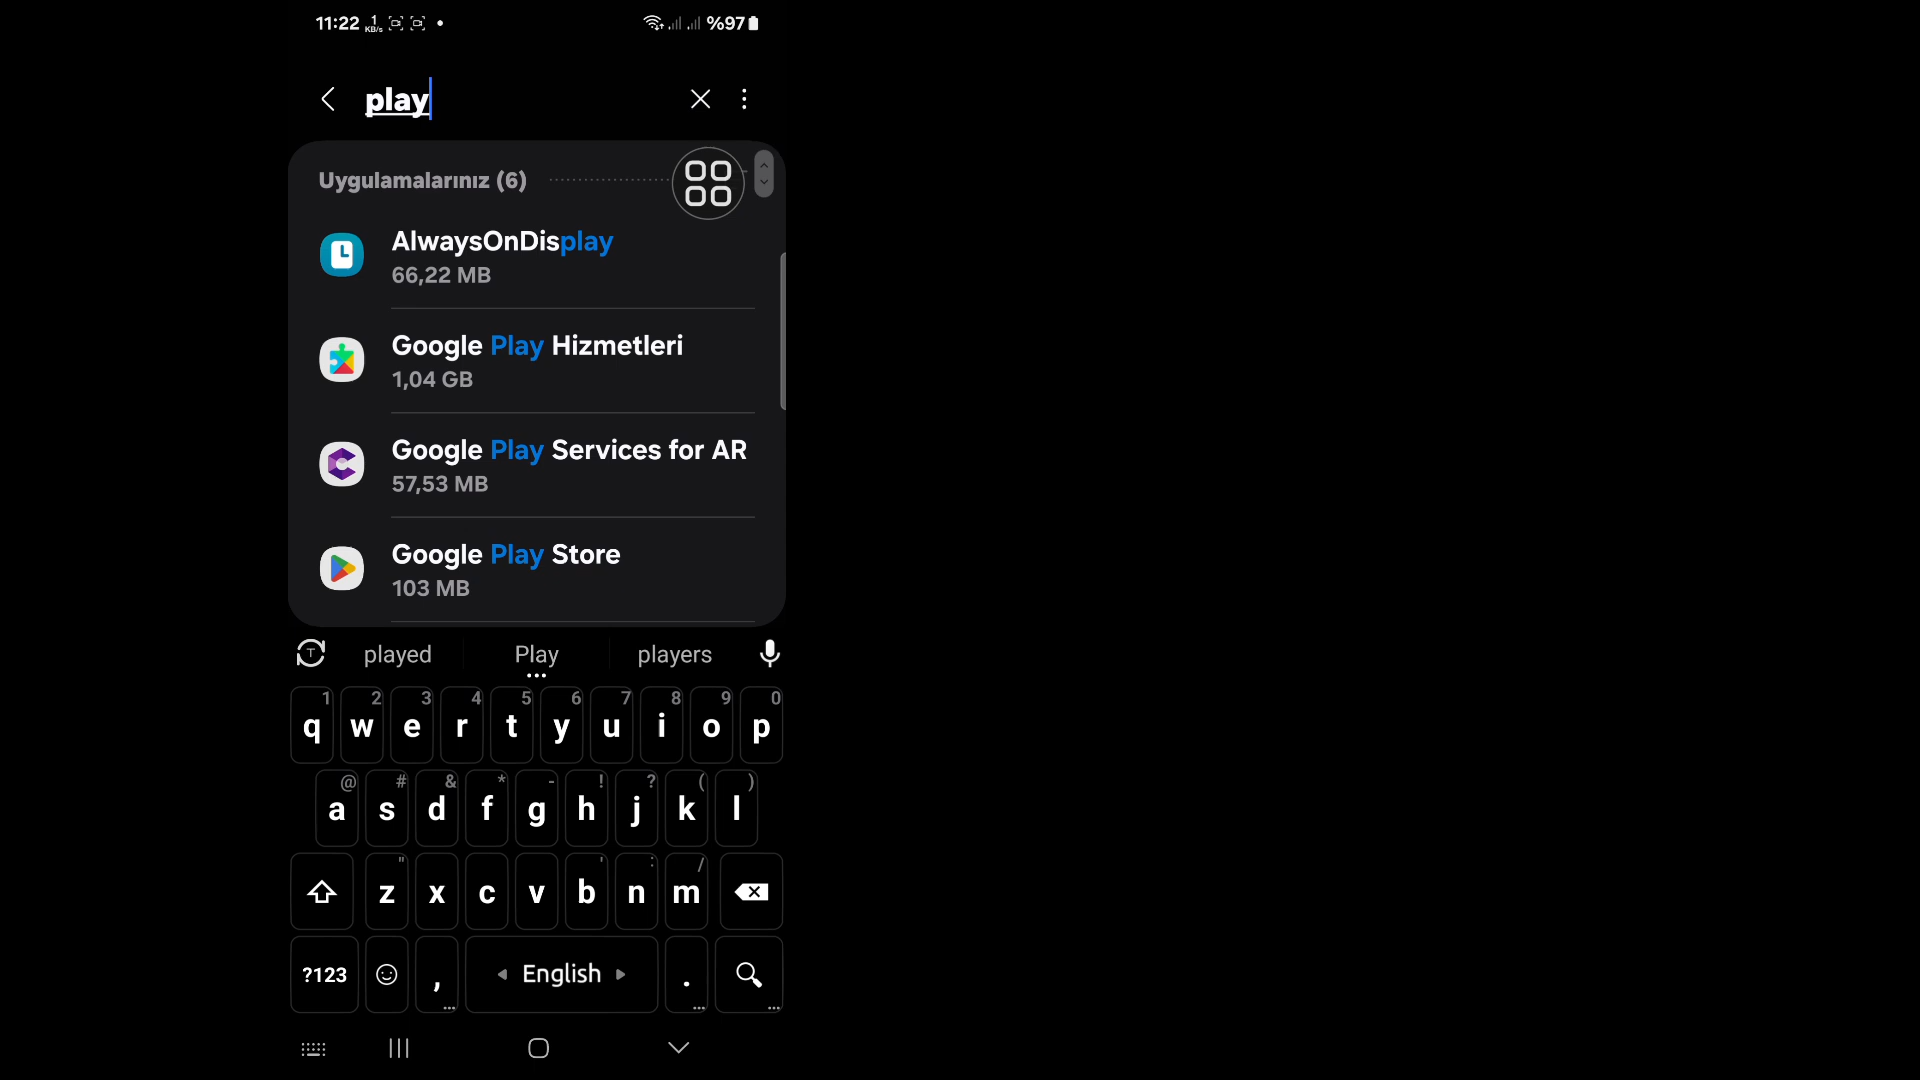 11:22 1 KB/s %97
play
Uygulamalarınız (6)
AlwaysOnDisplay
66,22 MB
Google Play Hizmetleri
1,04 GB
Google Play Services for AR
57,53 MB
Google Play Store
103 MB
T played Play players
1 2 3 4 5 6 7 8 9 0
q w e r t y u i o p
@ # & * - ! ? ( )
a s d f g h j k l
" ' : /
z x c v b n m
?123 , English .